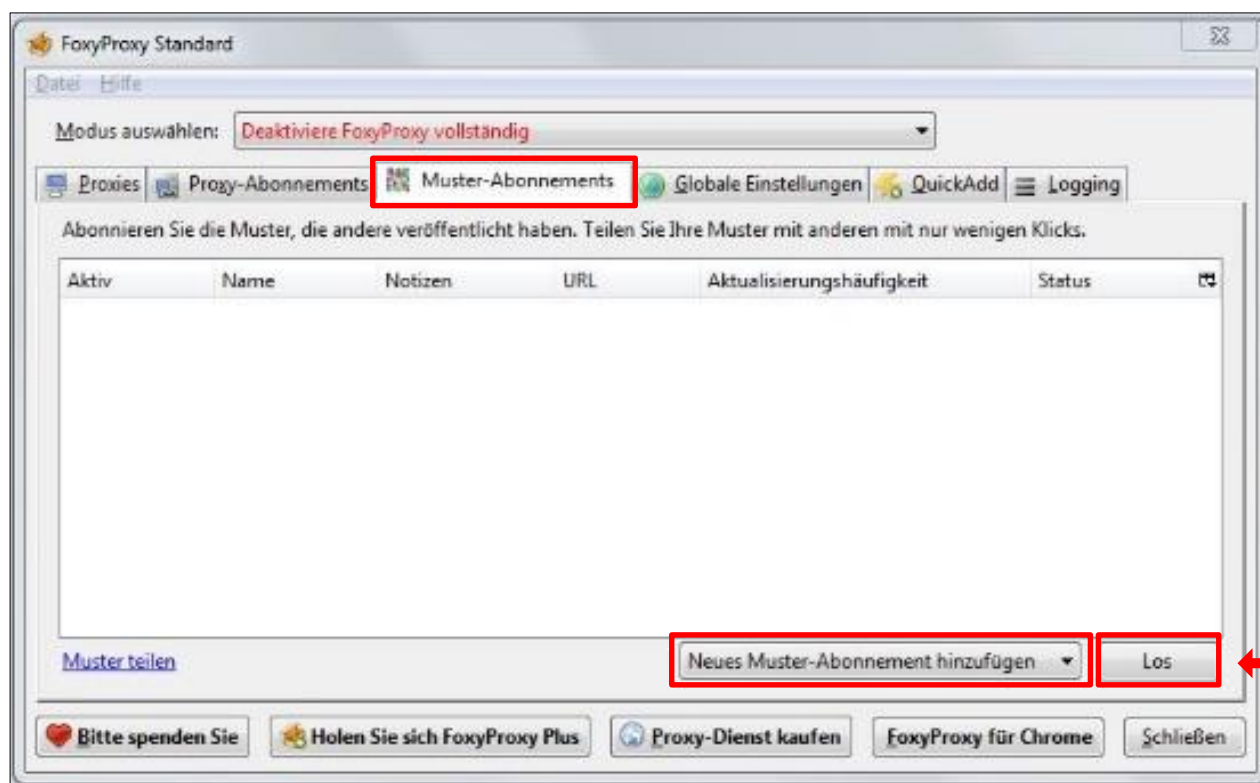 FoxyProxy Standard
Datei Hilfe
Modus auswählen: Deaktiviere FoxyProxy vollständig
Proxies Proxy-Abonnements Muster-Abonnements Globale Einstellungen QuickAdd Logging
Abonnieren Sie die Muster, die andere veröffentlicht haben. Teilen Sie Ihre Muster mit anderen mit nur wenigen Klicks.
Aktiv Name Notizen URL Aktualisierungshäufigkeit Status
Muster teilen Neues Muster-Abonnement hinzufügen Los
Bitte spenden Sie Holen Sie sich FoxyProxy Plus Proxy-Dienst kaufen FoxyProxy für Chrome Schließen